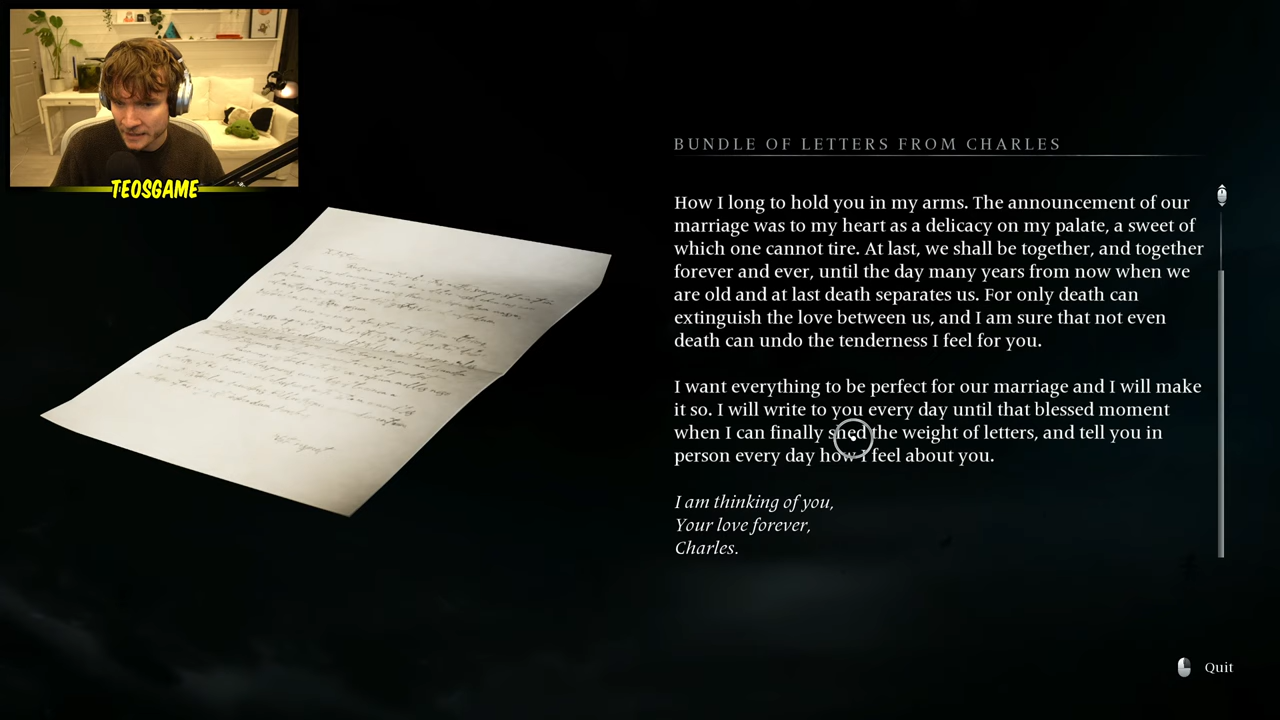 TEOSGAME
BUNDLE OF LETTERS FROM CHARLES
How I long to hold you in my arms. The announcement of our
marriage was to my heart as a delicacy on my palate, a sweet of
which one cannot tire. At last, we shall be together, and together
forever and ever, until the day many years from now when we
are old and at last death separates us. For only death can
extinguish the love between us, and I am sure that not even
death can undo the tenderness I feel for you.
I want everything to be perfect for our marriage and I will make
it so. I will write to you every day until that blessed moment
when I can finally shed the weight of letters, and tell you in
person every day how I feel about you.
I am thinking of you,
Your love forever,
Charles.
Quit